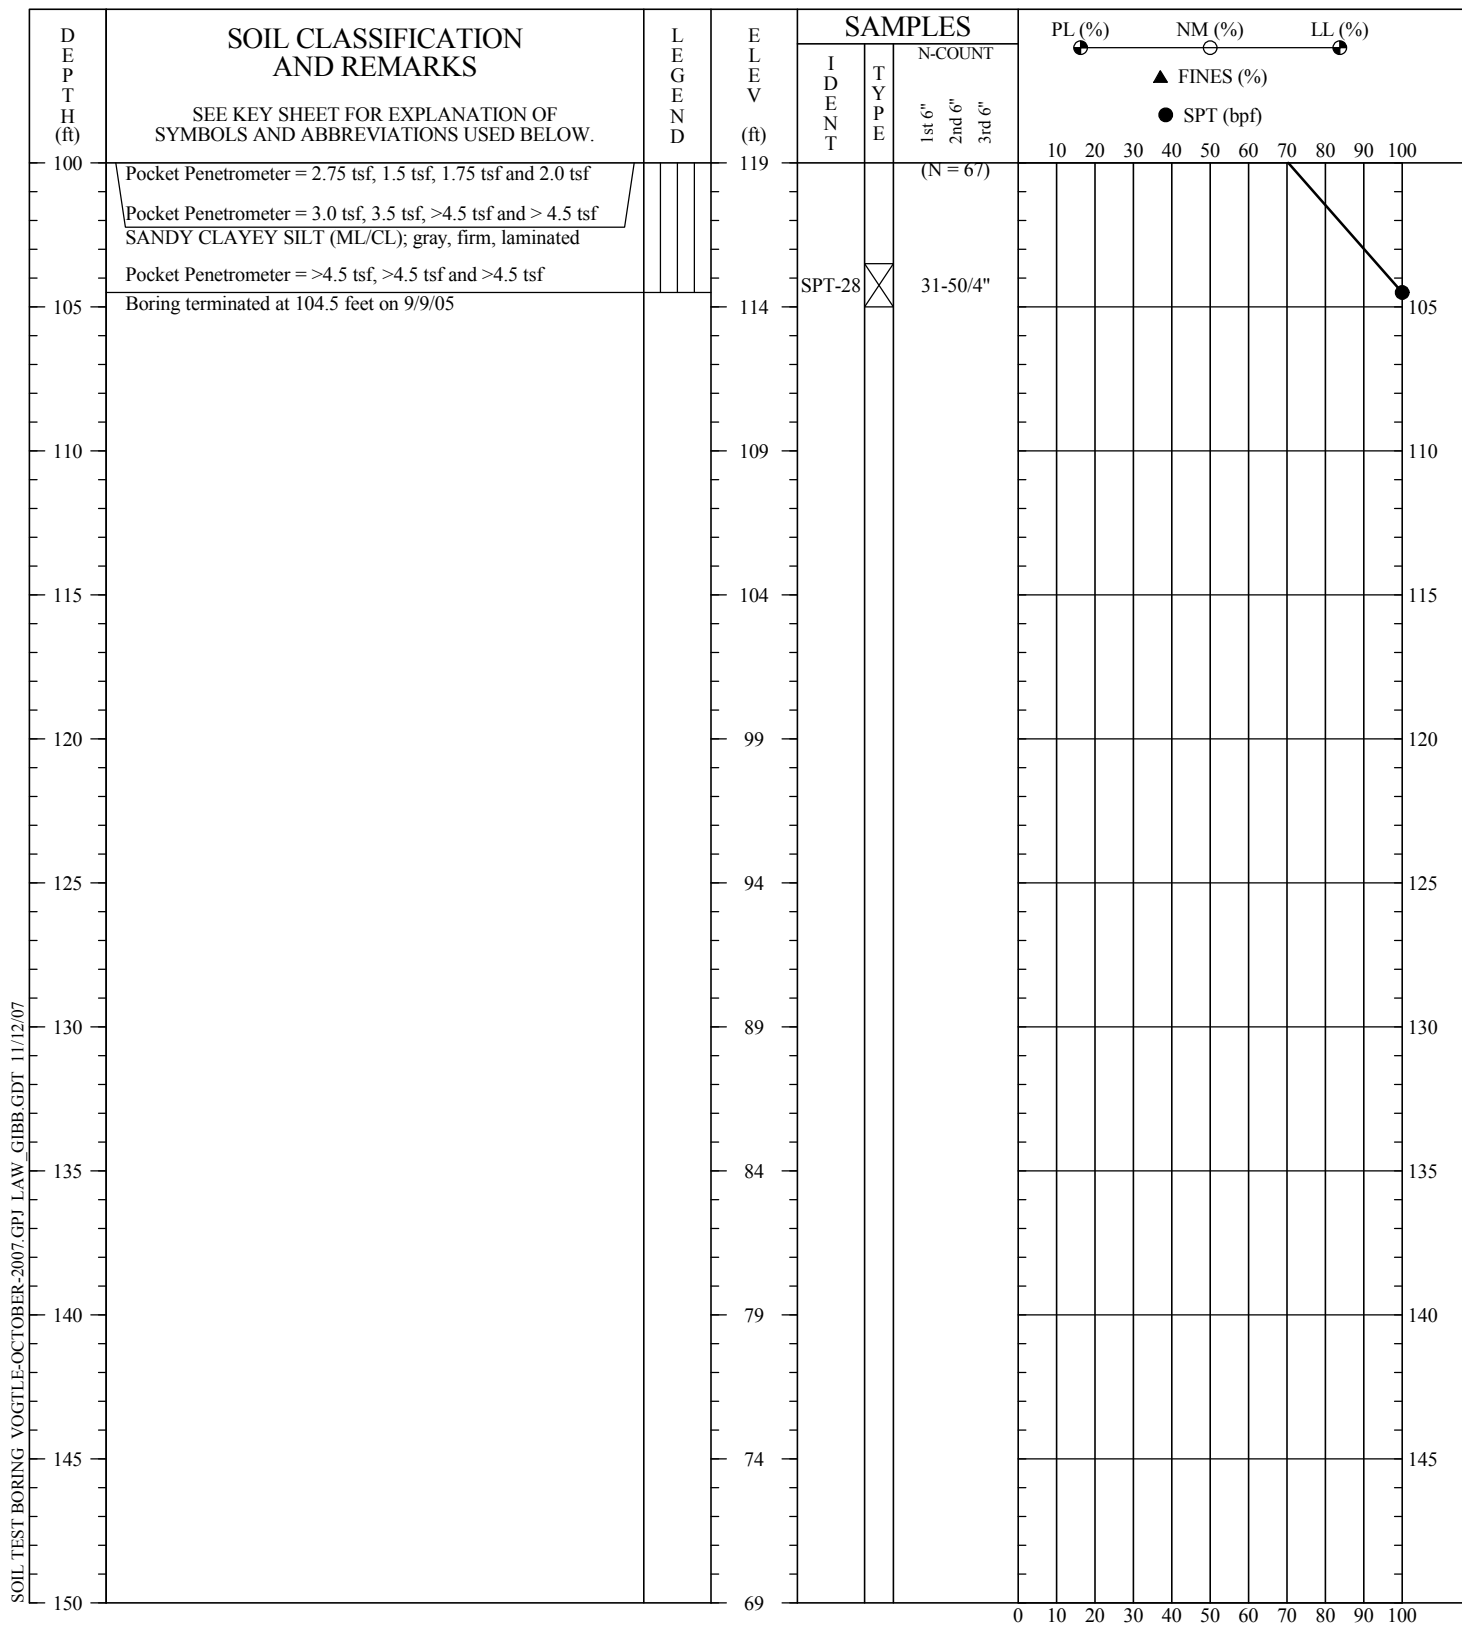 DEPTH (ft)
SOIL CLASSIFICATION
AND REMARKS
SEE KEY SHEET FOR EXPLANATION OF
SYMBOLS AND ABBREVIATIONS USED BELOW.
LEGEND
ELEV (ft)
SAMPLES
IDENT
TYPE
N-COUNT
1st 6"
2nd 6"
3rd 6"
PL (%) NM (%) LL (%)
▲ FINES (%)
● SPT (bpf)
10 20 30 40 50 60 70 80 90 100
100 119 (N = 67)
Pocket Penetrometer = 2.75 tsf, 1.5 tsf, 1.75 tsf and 2.0 tsf
Pocket Penetrometer = 3.0 tsf, 3.5 tsf, >4.5 tsf and > 4.5 tsf
SANDY CLAYEY SILT (ML/CL); gray, firm, laminated
Pocket Penetrometer = >4.5 tsf, >4.5 tsf and >4.5 tsf
SPT-28 31-50/4"
Boring terminated at 104.5 feet on 9/9/05
105 114 105
110 109 110
115 104 115
120 99 120
125 94 125
130 89 130
135 84 135
140 79 140
145 74 145
150 69
0 10 20 30 40 50 60 70 80 90 100
SOIL TEST BORING VOGTLE-OCTOBER-2007.GPJ LAW_GIBB.GDT 11/12/07